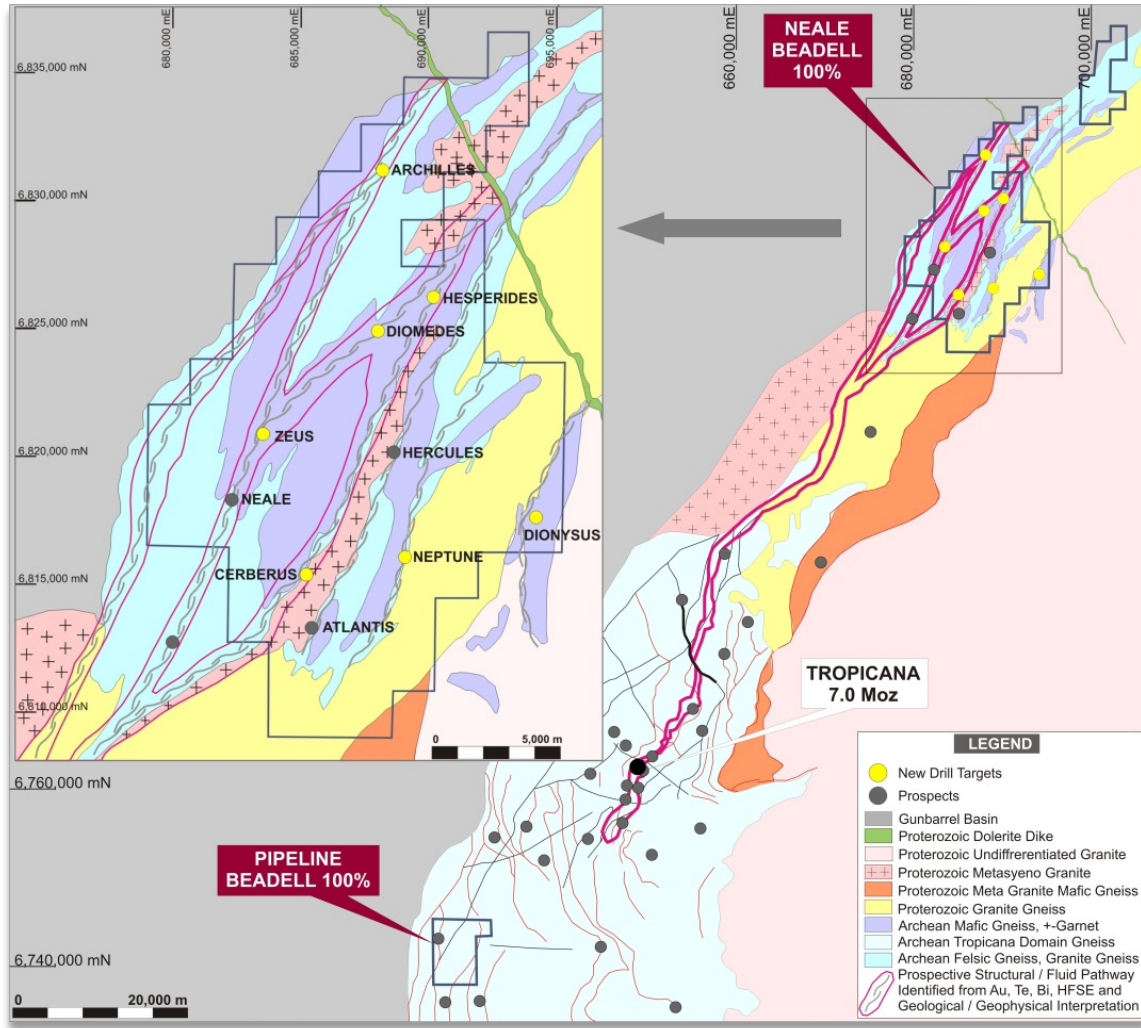 680,000 mE
685,000 mE
690,000 mE
695,000 mE
6,835,000 mN
6,830,000 mN
6,825,000 mN
6,820,000 mN
6,815,000 mN
6,810,000 mN
ARCHILLES
HESPERIDES
DIOMEDES
ZEUS
HERCULES
NEALE
DIONYSUS
NEPTUNE
CERBERUS
ATLANTIS
0
5,000 m
660,000 mE
680,000 mE
700,000 mE
NEALE
BEADELL
100%
TROPICANA
7.0 Moz
6,760,000 mN
6,740,000 mN
PIPELINE
BEADELL 100%
0
20,000 m
LEGEND
New Drill Targets
Prospects
Gunbarrel Basin
Proterozoic Dolerite Dike
Proterozoic Undiffrerentiated Granite
Proterozoic Metasyeno Granite
Proterozoic Meta Granite Mafic Gneiss
Proterozoic Granite Gneiss
Archean Mafic Gneiss, +-Garnet
Archean Tropicana Domain Gneiss
Archean Felsic Gneiss, Granite Gneiss
Prospective Structural / Fluid Pathway
Identified from Au, Te, Bi, HFSE and
Geological / Geophysical Interpretation